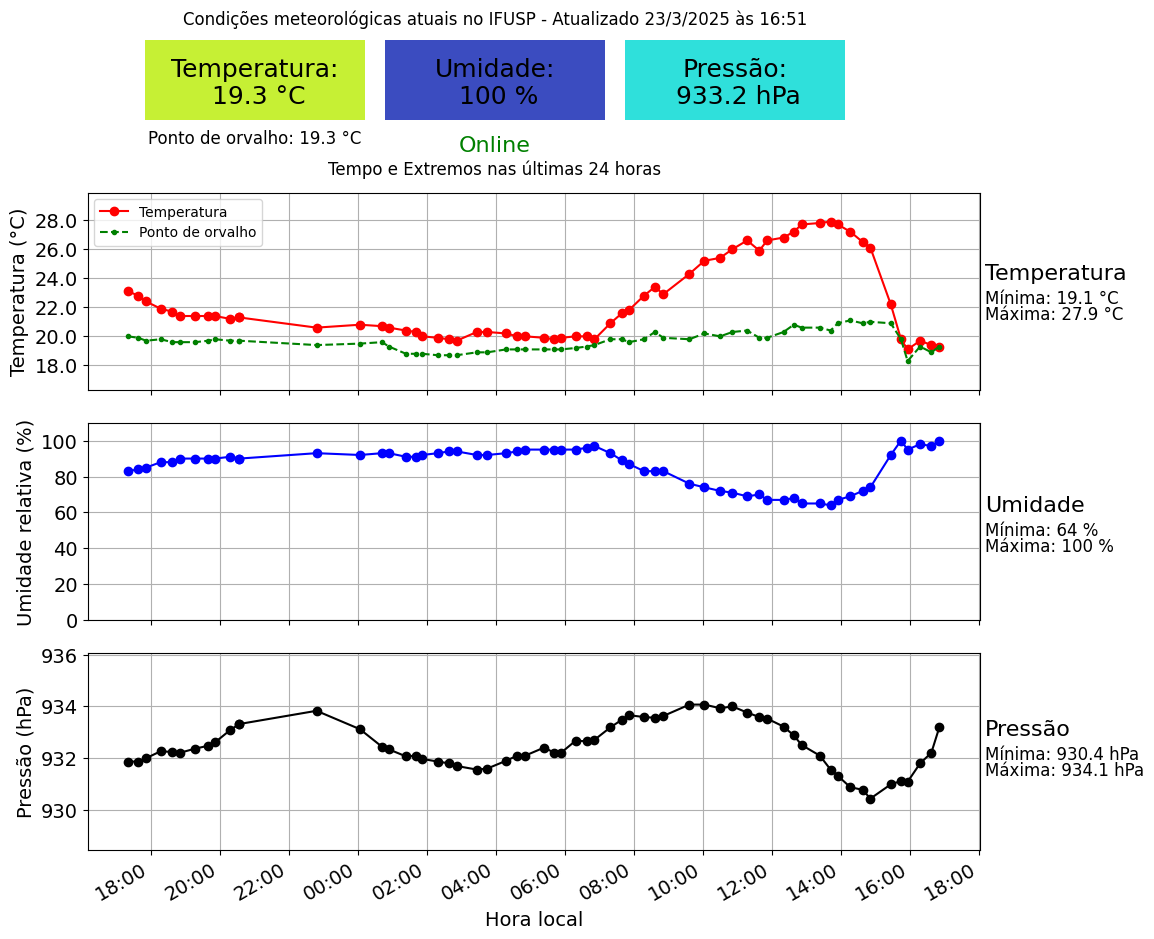 Condições meteorológicas atuais no IFUSP - Atualizado 23/3/2025 às 16:51
Temperatura:
19.3 °C
Umidade:
100 %
Pressão:
933.2 hPa
Ponto de orvalho: 19.3 °C
Online
Tempo e Extremos nas últimas 24 horas
Temperatura (°C)
28.0
26.0
24.0
22.0
20.0
18.0
Temperatura
Ponto de orvalho
Temperatura
Mínima: 19.1 °C
Máxima: 27.9 °C
Umidade relativa (%)
100
80
60
40
20
0
Umidade
Mínima: 64 %
Máxima: 100 %
Pressão (hPa)
936
934
932
930
Pressão
Mínima: 930.4 hPa
Máxima: 934.1 hPa
18:00
20:00
22:00
00:00
02:00
04:00
06:00
08:00
10:00
12:00
14:00
16:00
18:00
Hora local